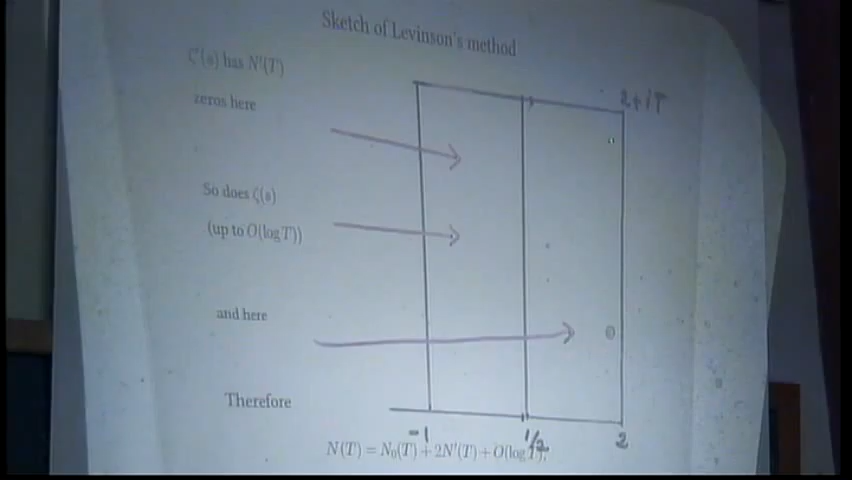 Sketch of Levinson's method
ζ'(s) has N'(T)
zeros here
2+iT
So does ζ(s)
(up to O(log T))
and here
Therefore
-1 1/2 2
N(T) = N₀(T) + 2N'(T) + O(log T),